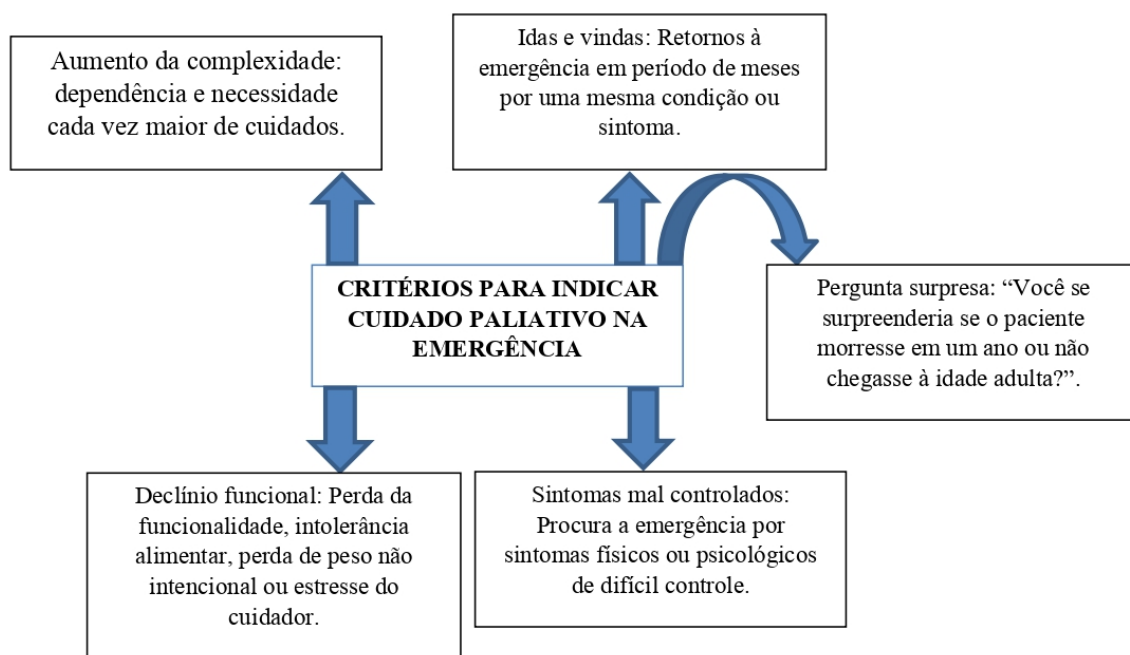 Aumento da complexidade:
dependência e necessidade
cada vez maior de cuidados.
Idas e vindas: Retornos à
emergência em período de meses
por uma mesma condição ou
sintoma.
CRITÉRIOS PARA INDICAR
CUIDADO PALIATIVO NA
EMERGÊNCIA
Pergunta surpresa: “Você se
surpreenderia se o paciente
morresse em um ano ou não
chegasse à idade adulta?”.
Declínio funcional: Perda da
funcionalidade, intolerância
alimentar, perda de peso não
intencional ou estresse do
cuidador.
Sintomas mal controlados:
Procura a emergência por
sintomas físicos ou psicológicos
de difícil controle.